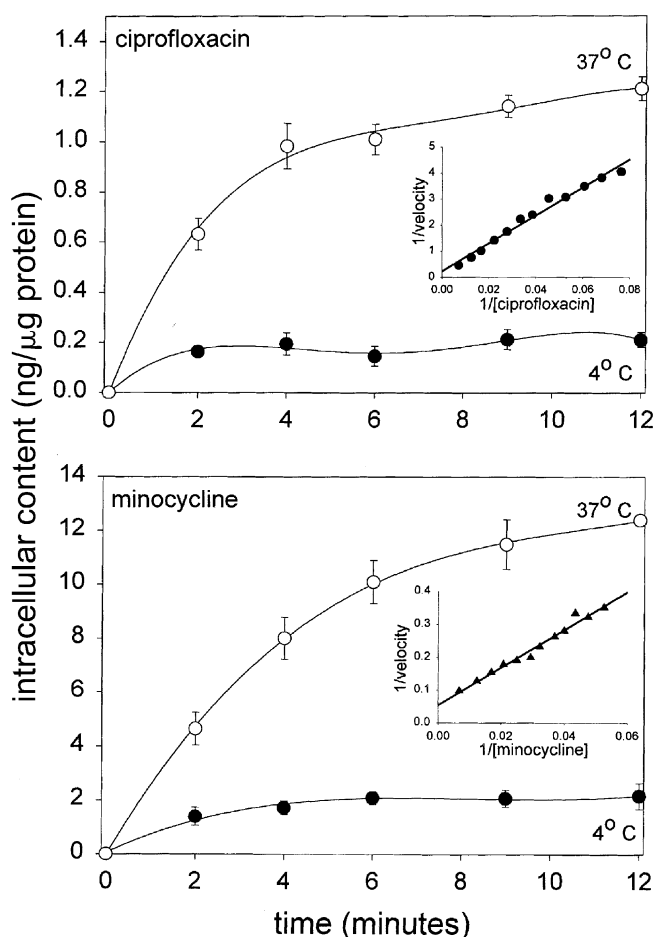 intracellular content (ng/μg protein)
ciprofloxacin
1.4
1.2
1.0
0.8
0.6
0.4
0.2
0.0
37° C
4° C
0 2 4 6 8 10 12
1/velocity
5
4
3
2
1
0
0.00 0.02 0.04 0.06 0.08
1/[ciprofloxacin]
minocycline
14
12
10
8
6
4
2
0
37° C
4° C
1/velocity
0.4
0.3
0.2
0.1
0.0
0.00 0.02 0.04 0.06
1/[minocycline]
0 2 4 6 8 10 12
time (minutes)